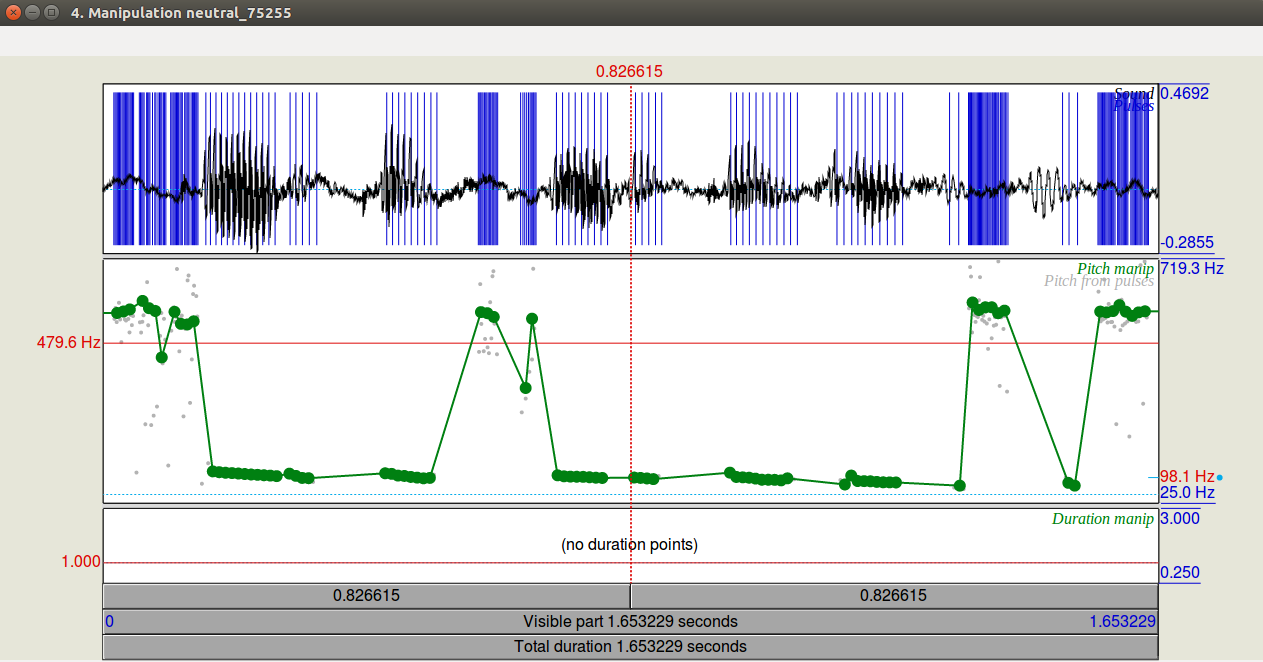 4. Manipulation neutral_75255
0.826615
Sound
0.4692
Pulses
-0.2855
Pitch manip
719.3 Hz
Pitch from pulses
479.6 Hz
98.1 Hz
25.0 Hz
Duration manip
3.000
(no duration points)
1.000
0.250
0.826615
0.826615
0
Visible part 1.653229 seconds
1.653229
Total duration 1.653229 seconds